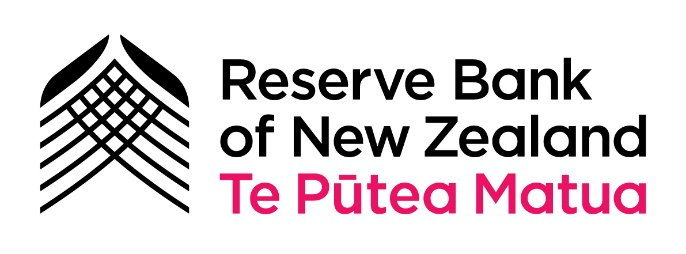 Reserve Bank
of New Zealand
Te Pūtea Matua